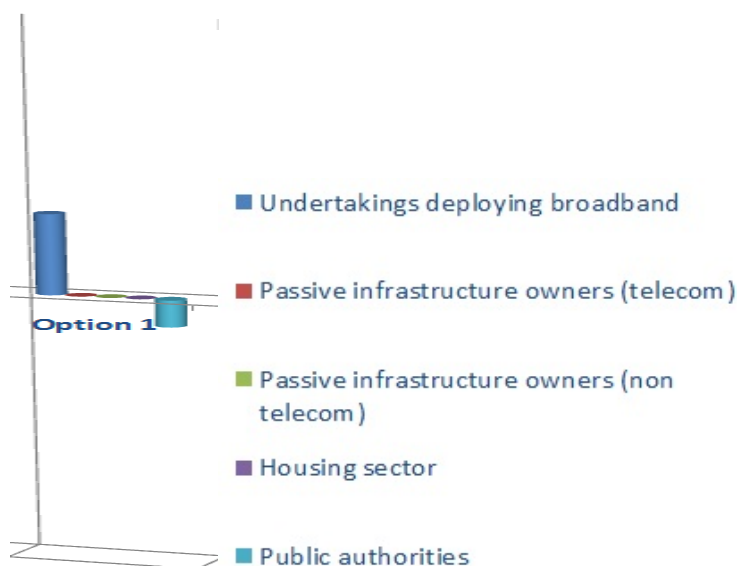 Undertakings deploying broadband
Passive infrastructure owners (telecom)
Option 1
Passive infrastructure owners (non
telecom)
Housing sector
Public authorities